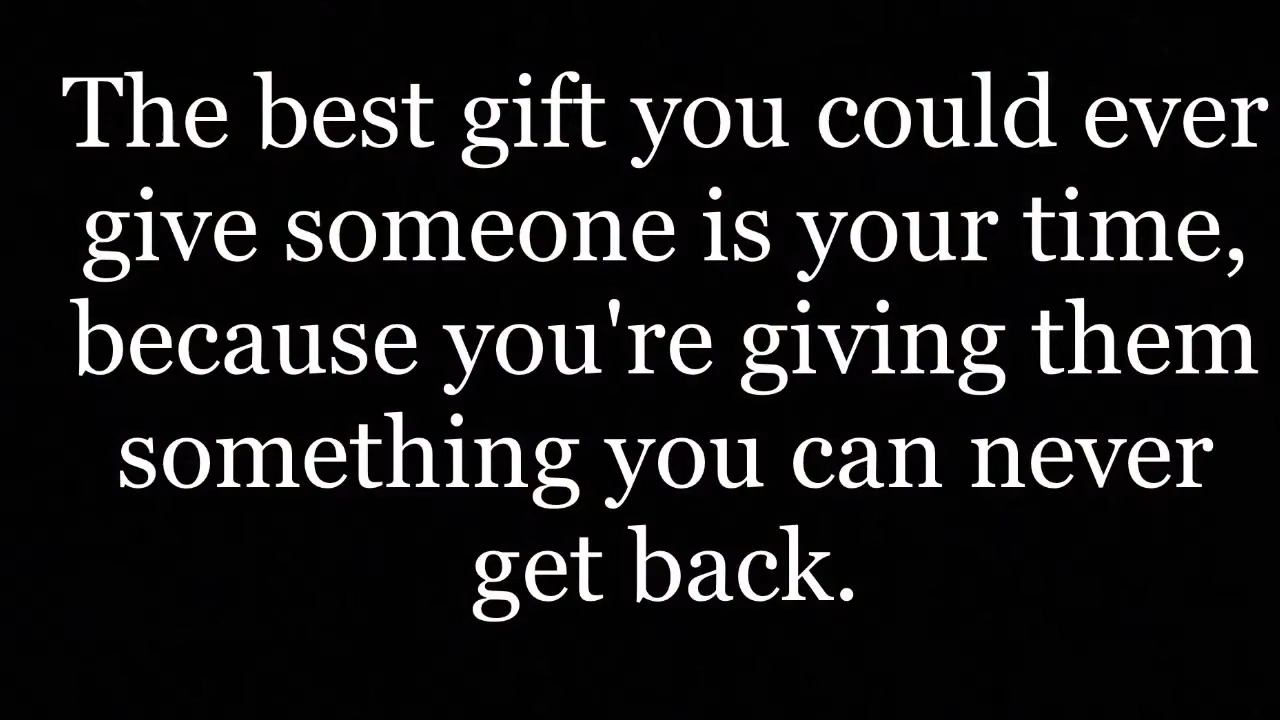 The best gift you could ever
give someone is your time,
because you're giving them
something you can never
get back.